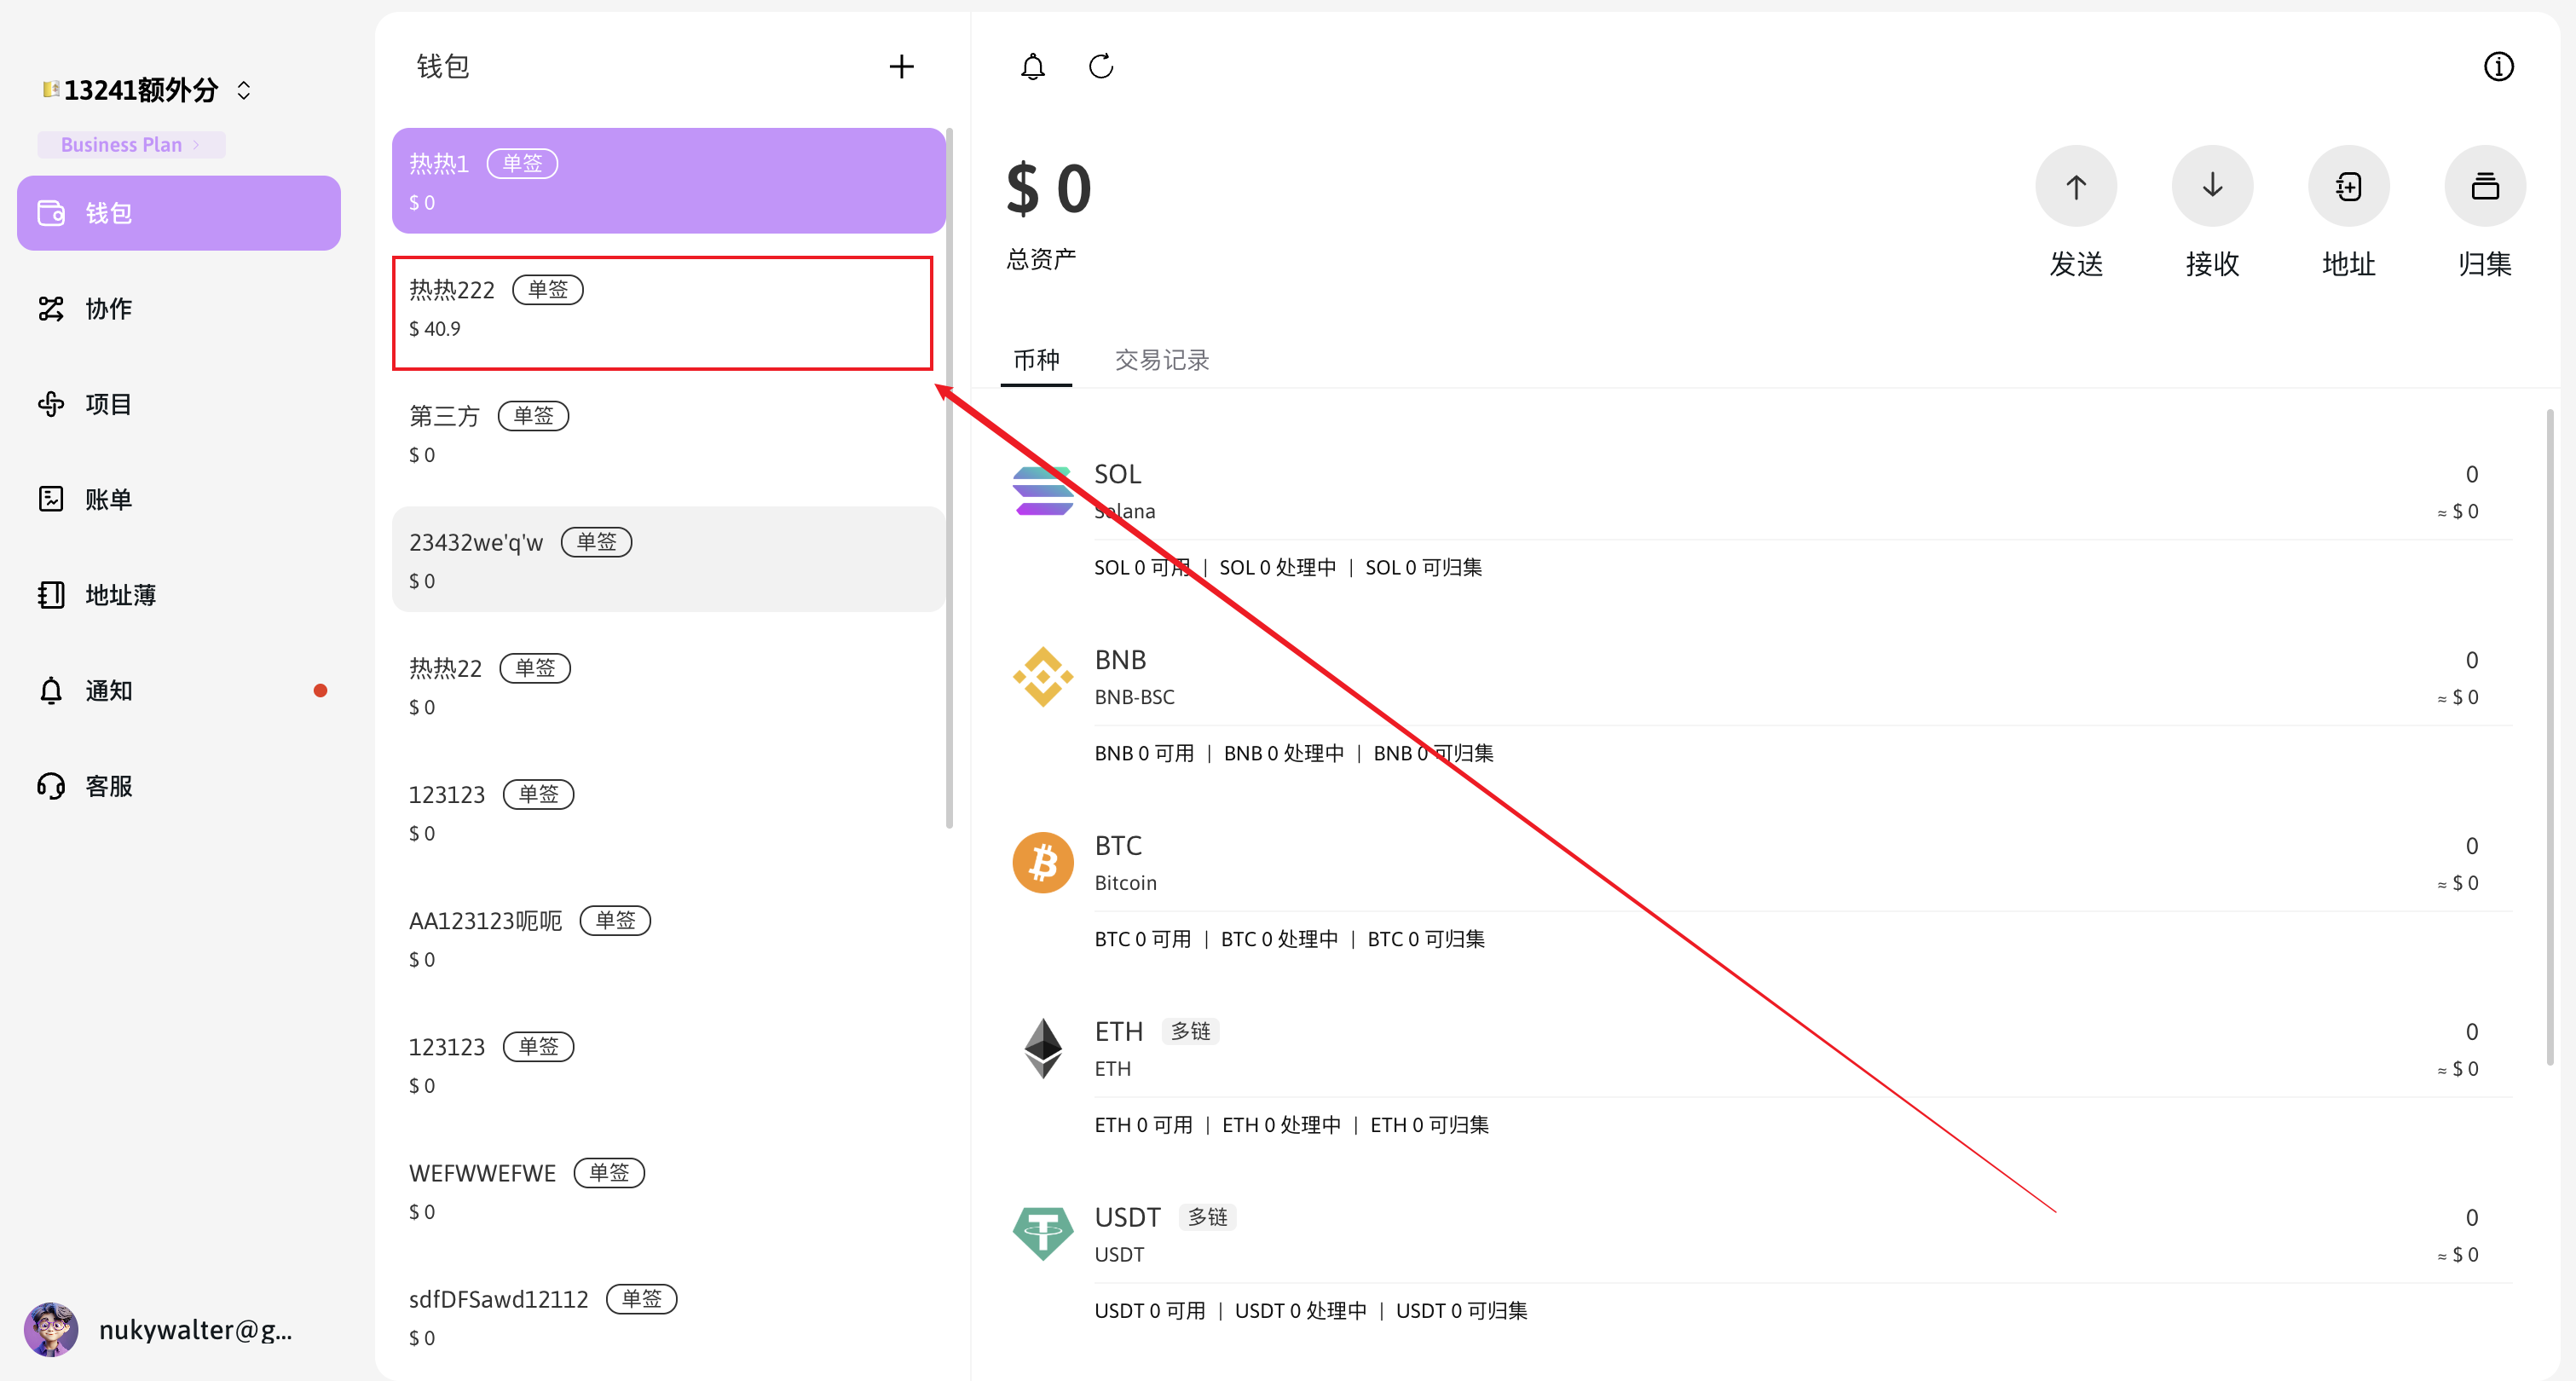 13241额外分
Business Plan
钱包
协作
项目
账单
地址薄
通知
客服
nukywalter@g...
钱包
热热1 单签
$ 0
热热222 单签
$ 40.9
第三方 单签
$ 0
23432we'q'w 单签
$ 0
热热22 单签
$ 0
123123 单签
$ 0
AA123123呃呃 单签
$ 0
123123 单签
$ 0
WEFWWEFWE 单签
$ 0
sdfDFSawd12112 单签
$ 0
$ 0
总资产
发送 接收 地址 归集
币种 交易记录
SOL 0
Solana ≈ $ 0
SOL 0 可用 | SOL 0 处理中 | SOL 0 可归集
BNB 0
BNB-BSC ≈ $ 0
BNB 0 可用 | BNB 0 处理中 | BNB 0 可归集
BTC 0
Bitcoin ≈ $ 0
BTC 0 可用 | BTC 0 处理中 | BTC 0 可归集
ETH 多链 0
ETH ≈ $ 0
ETH 0 可用 | ETH 0 处理中 | ETH 0 可归集
USDT 多链 0
USDT ≈ $ 0
USDT 0 可用 | USDT 0 处理中 | USDT 0 可归集